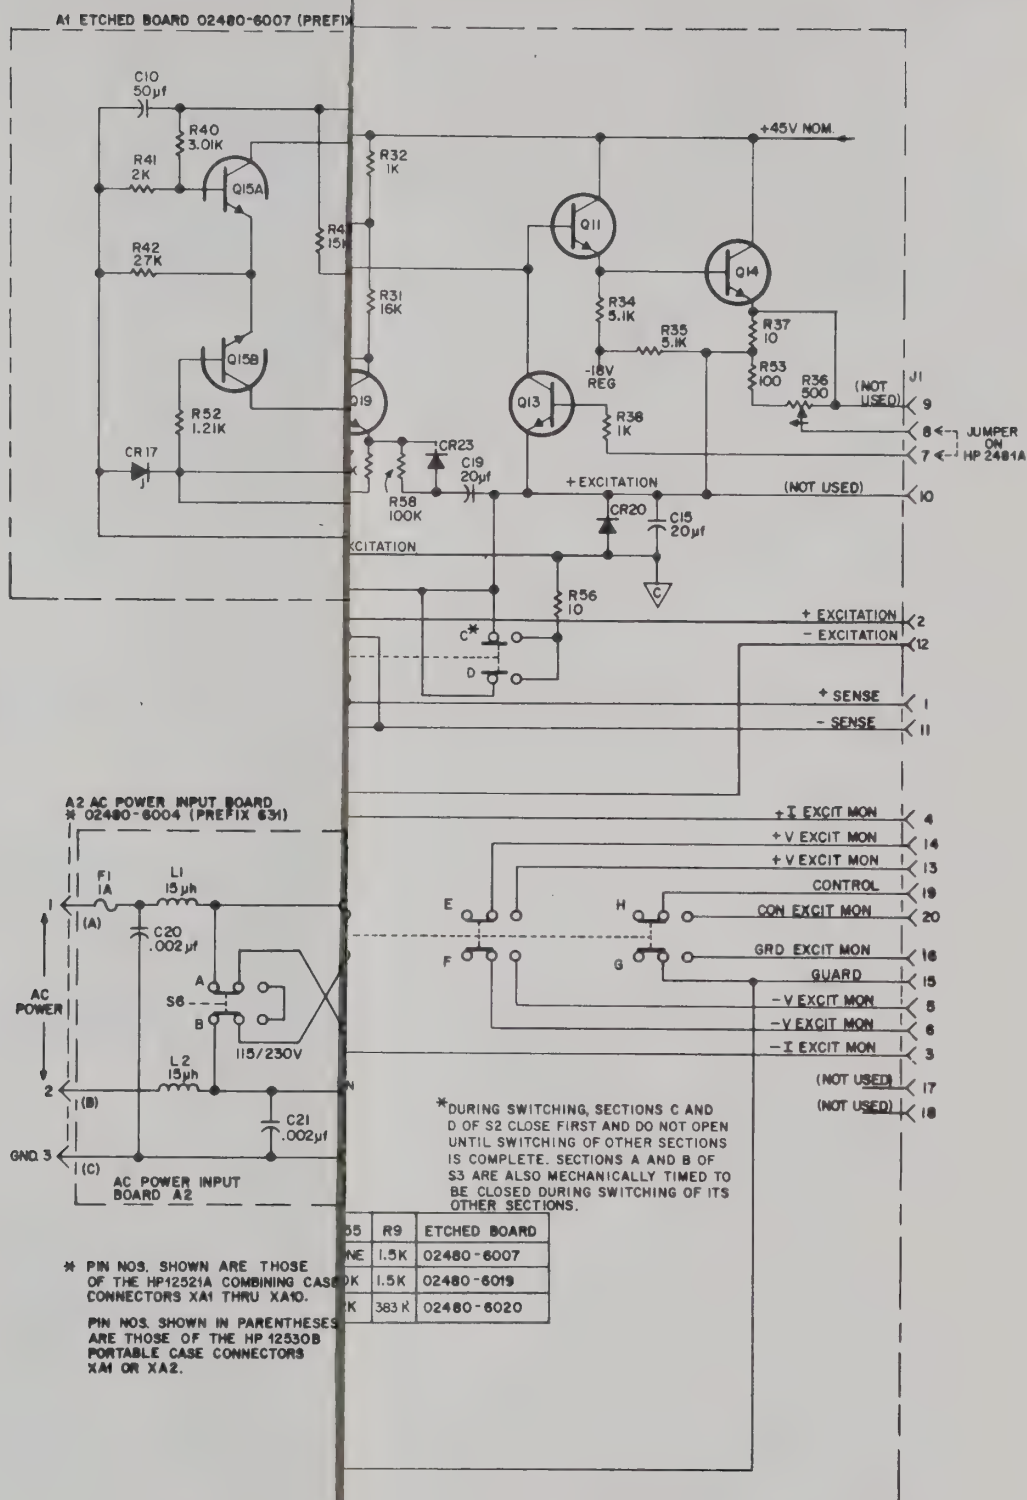 A1 ETCHED BOARD 02480-6007 (PREFIX
C10
50µf
R40
3.01K
R41
2K
Q15A
R42
27K
15K
Q15B
R52
1.21K
CR17
+45V NOM.
R32
1K
Q11
Q14
R31
16K
R34
5.1K
R35
5.1K
R37
10
-18V
REG
R53
100
R36
500
(NOT
USED)
J1
9
Q19
Q13
R38
1K
8
7
JUMPER
ON
HP 2481A
CR23
C19
20µf
R58
100K
+EXCITATION
(NOT USED)
10
CR20
C15
20µf
XCITATION
C
R56
10
+ EXCITATION
2
- EXCITATION
12
C*
D
+ SENSE
1
- SENSE
11
A2 AC POWER INPUT BOARD
* 02480-6004 (PREFIX 631)
F1
1A
L1
15µh
1
(A)
C20
.002µf
AC
POWER
A
S6
B
115/230V
L2
15µh
2
(B)
C21
.002µf
GND. 3
(C)
AC POWER INPUT
BOARD A2
+I EXCIT MON
4
+V EXCIT MON
14
+V EXCIT MON
13
CONTROL
19
E
H
CON EXCIT MON
20
F
G
GRD EXCIT MON
16
GUARD
15
-V EXCIT MON
5
-V EXCIT MON
6
-I EXCIT MON
3
(NOT USED)
17
(NOT USED)
18
*DURING SWITCHING, SECTIONS C AND
D OF S2 CLOSE FIRST AND DO NOT OPEN
UNTIL SWITCHING OF OTHER SECTIONS
IS COMPLETE. SECTIONS A AND B OF
S3 ARE ALSO MECHANICALLY TIMED TO
BE CLOSED DURING SWITCHING OF ITS
OTHER SECTIONS.
55 R9 ETCHED BOARD
NE 1.5K 02480-6007
0K 1.5K 02480-6019
K 383K 02480-6020
* PIN NOS. SHOWN ARE THOSE
OF THE HP12521A COMBINING CASE
CONNECTORS XA1 THRU XA10.
PIN NOS. SHOWN IN PARENTHESES
ARE THOSE OF THE HP 12530B
PORTABLE CASE CONNECTORS
XA1 OR XA2.